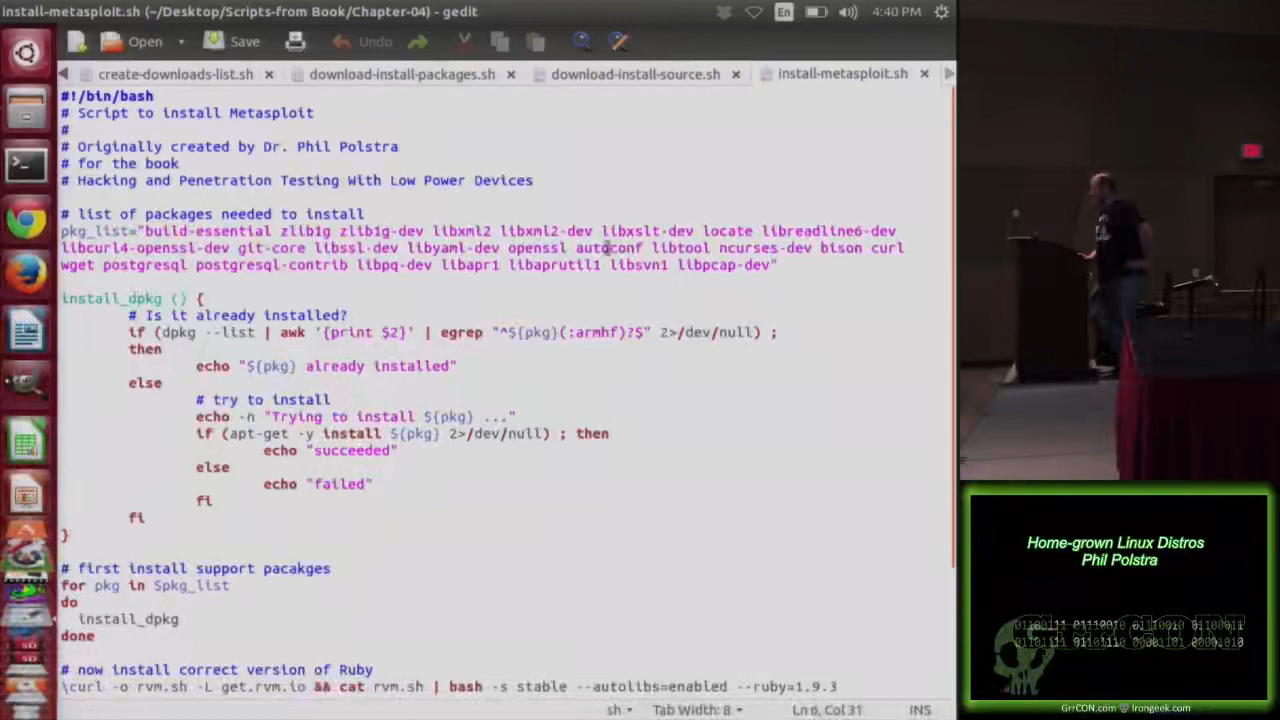 install-metasploit.sh (~/Desktop/Scripts-from Book/Chapter-04) - gedit
En
4:40 PM
Open
Save
Undo
create-downloads-list.sh
download-install-packages.sh
download-install-source.sh
install-metasploit.sh
#!/bin/bash
# Script to install Metasploit
#
# Originally created by Dr. Phil Polstra
# for the book
# Hacking and Penetration Testing With Low Power Devices
# list of packages needed to install
pkg_list="build-essential zlib1g zlib1g-dev libxml2 libxml2-dev libxslt-dev locate libreadline6-dev
libcurl4-openssl-dev git-core libssl-dev libyaml-dev openssl autoconf libtool ncurses-dev bison curl
wget postgresql postgresql-contrib libpq-dev libapr1 libaprutil1 libsvn1 libpcap-dev"
install_dpkg () {
# Is it already installed?
if (dpkg --list | awk '{print $2}' | egrep "^${pkg}(:armhf)?$" 2>/dev/null) ;
then
echo "${pkg} already installed"
else
# try to install
echo -n "Trying to install ${pkg} ..."
if (apt-get -y install ${pkg} 2>/dev/null) ; then
echo "succeeded"
else
echo "failed"
fi
fi
}
# first install support pacakges
for pkg in $pkg_list
do
install_dpkg
done
# now install correct version of Ruby
\curl -o rvm.sh -L get.rvm.io && cat rvm.sh | bash -s stable --autolibs=enabled --ruby=1.9.3
sh
Tab Width: 8
Ln 6, Col 31
INS
Home-grown Linux Distros
Phil Polstra
GrrCON
GrrCON.com
Irongeek.com